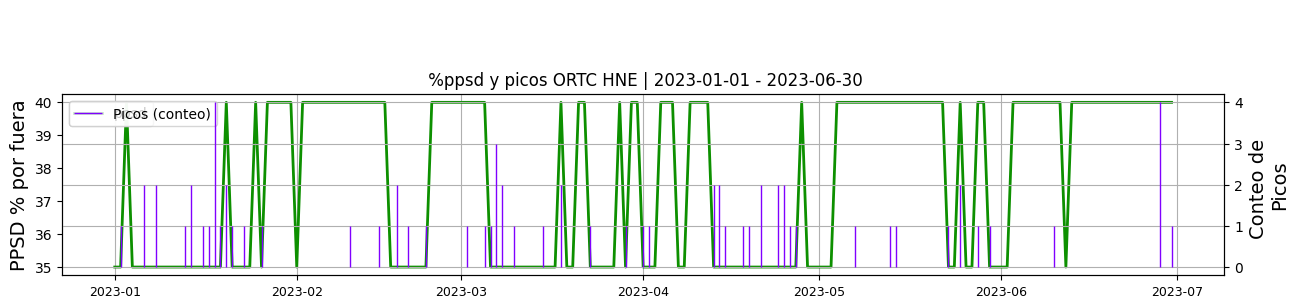 %ppsd y picos ORTC HNE | 2023-01-01 - 2023-06-30
PPSD % por fuera
40
39
38
37
36
35
Picos (conteo)
4
3
2
1
0
Conteo de
Picos
2023-01 2023-02 2023-03 2023-04 2023-05 2023-06 2023-07